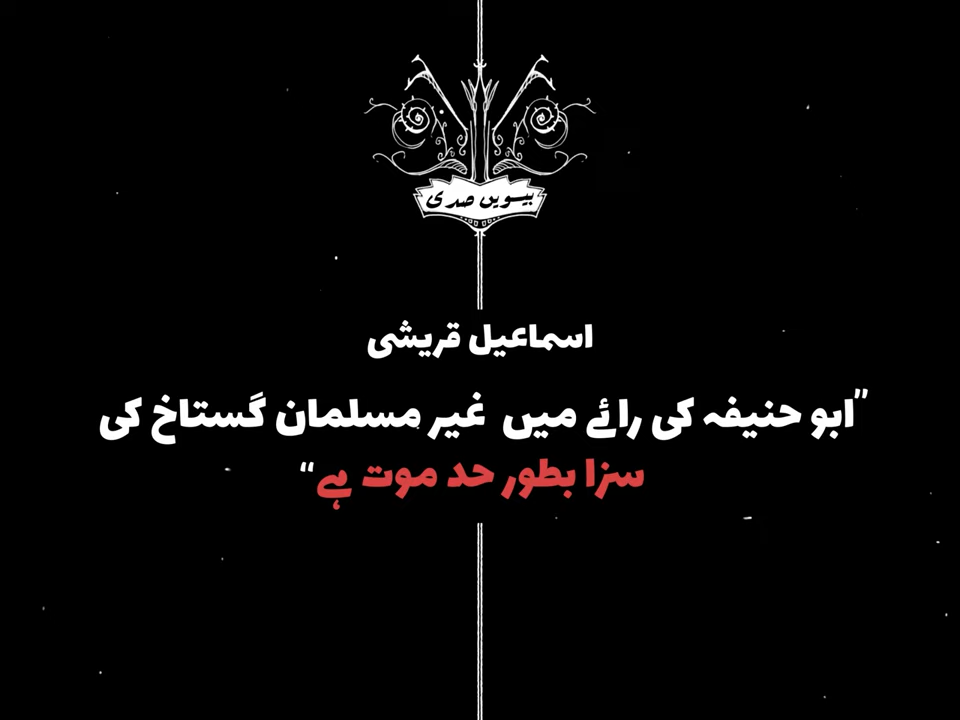 بیسویں صدی
اسماعیل قریشی
”ابو حنیفہ کی رائے میں غیر مسلمان گستاخ کی
سزا بطور حد موت ہے“